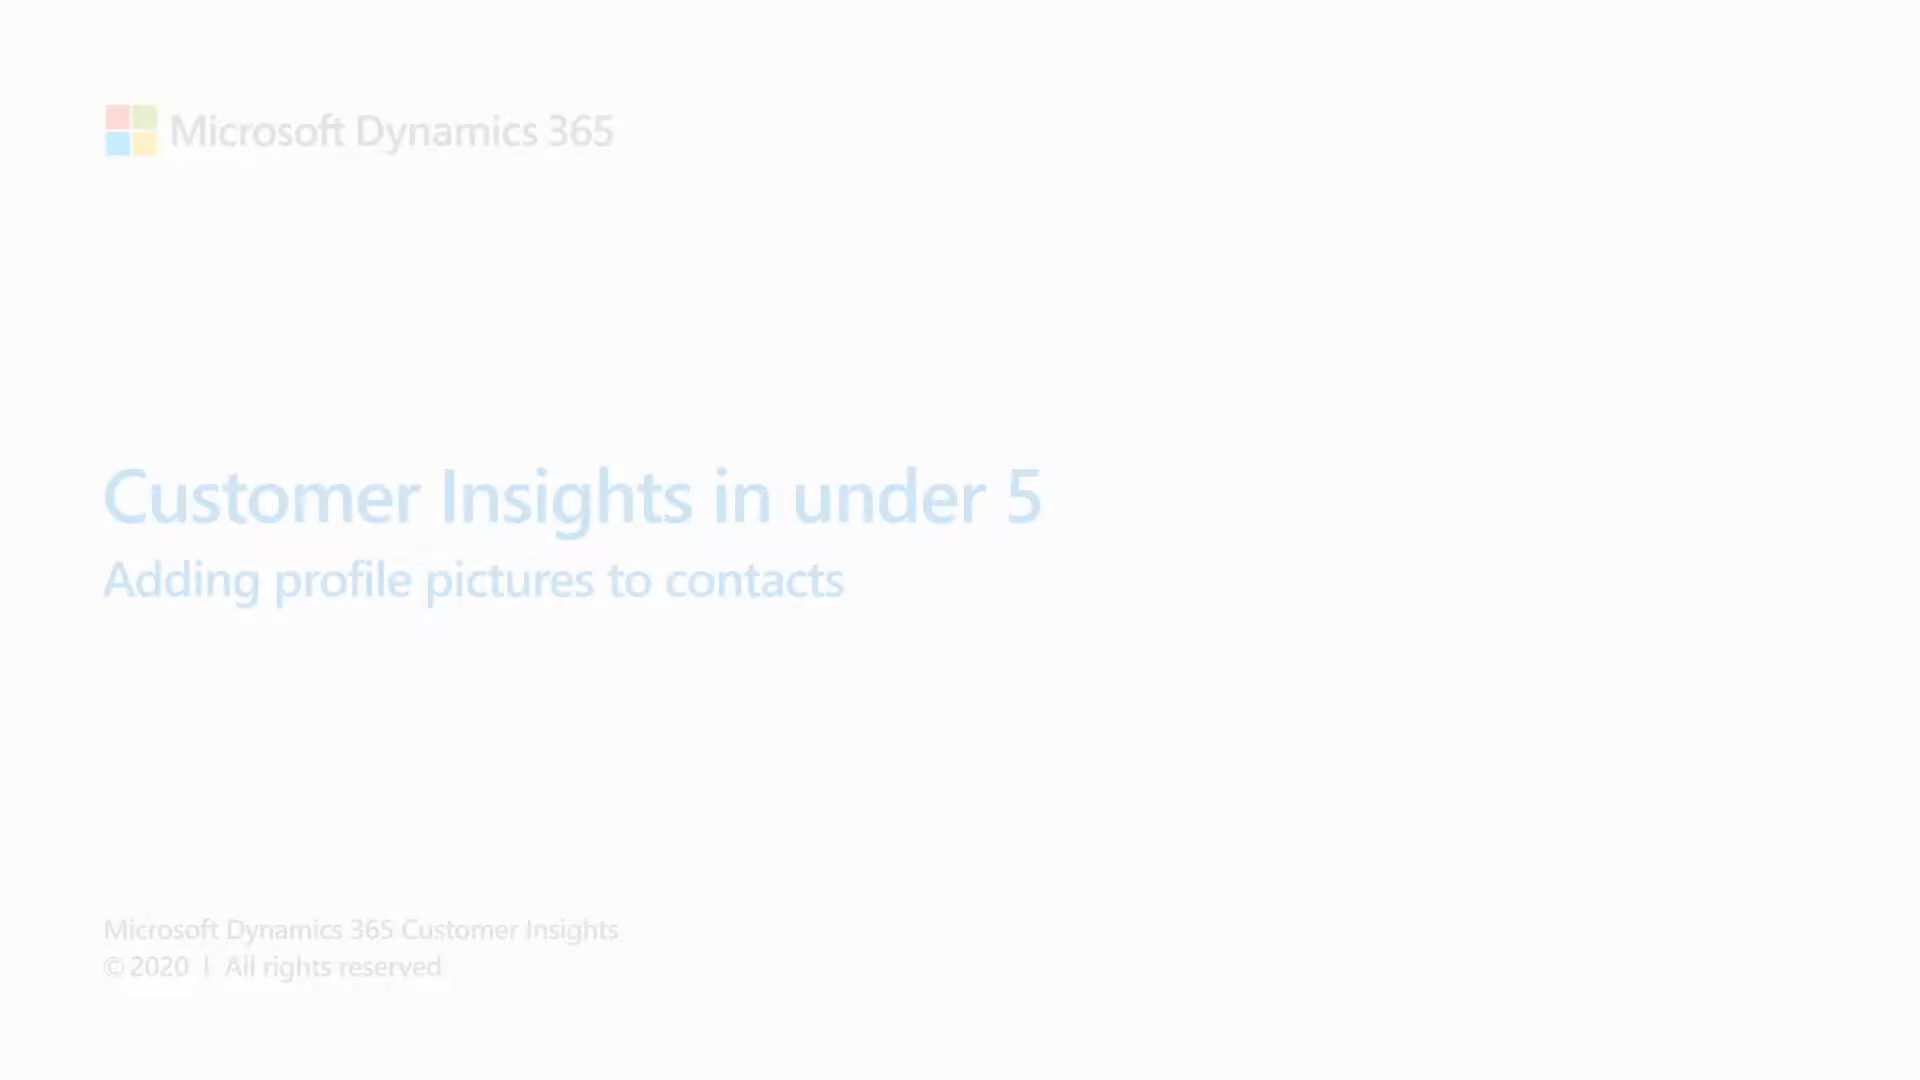 Microsoft Dynamics 365
Customer Insights in under 5
Adding profile pictures to contacts
Microsoft Dynamics 365 Customer Insights
© 2020 | All rights reserved